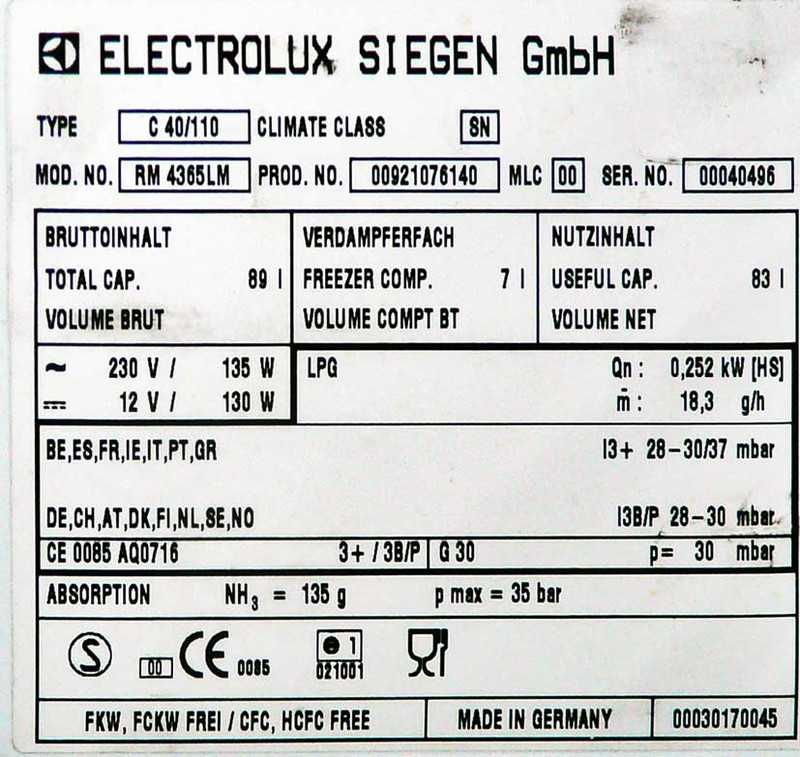 ELECTROLUX SIEGEN GmbH
TYPE C 40/110 CLIMATE CLASS SN
MOD. NO. RM 4365LM PROD. NO. 00921076140 MLC 00 SER. NO. 00040496
BRUTTOINHALT VERDAMPFERFACH NUTZINHALT
TOTAL CAP. 89 l FREEZER COMP. 7 l USEFUL CAP. 83 l
VOLUME BRUT VOLUME COMPT BT VOLUME NET
~ 230 V / 135 W LPG Qn : 0,252 kW [HS]
⎓ 12 V / 130 W ṁ : 18,3 g/h
BE,ES,FR,IE,IT,PT,GR I3+ 28-30/37 mbar
DE,CH,AT,DK,FI,NL,SE,NO I3B/P 28-30 mbar
CE 0085 AQ0716 3+ / 3B/P G 30 p= 30 mbar
ABSORPTION NH₃ = 135 g p max = 35 bar
S 00 CE 0085 1
021001
FKW, FCKW FREI / CFC, HCFC FREE MADE IN GERMANY 00030170045